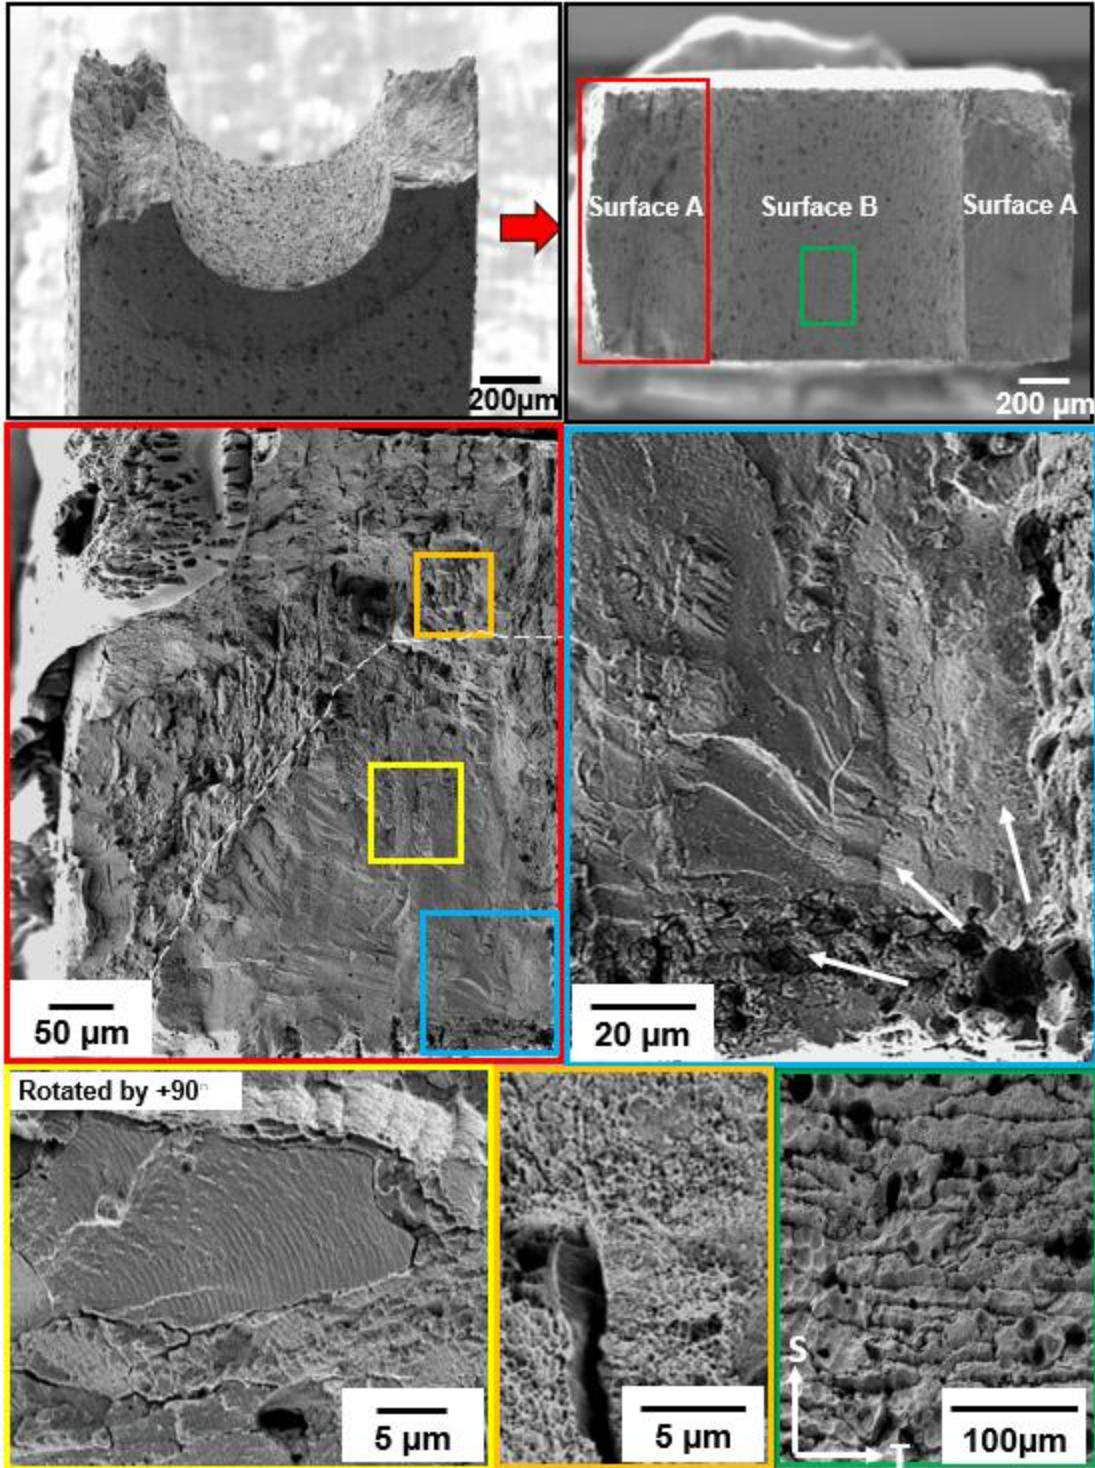 200µm
Surface A
Surface B
Surface A
200 µm
50 µm
20 µm
Rotated by +90°
5 µm
5 µm
S
T
100µm